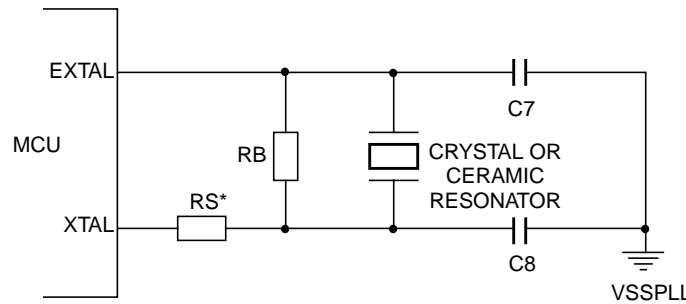 EXTAL
C7
MCU
RB
CRYSTAL OR
CERAMIC
RESONATOR
RS*
XTAL
C8
VSSPLL